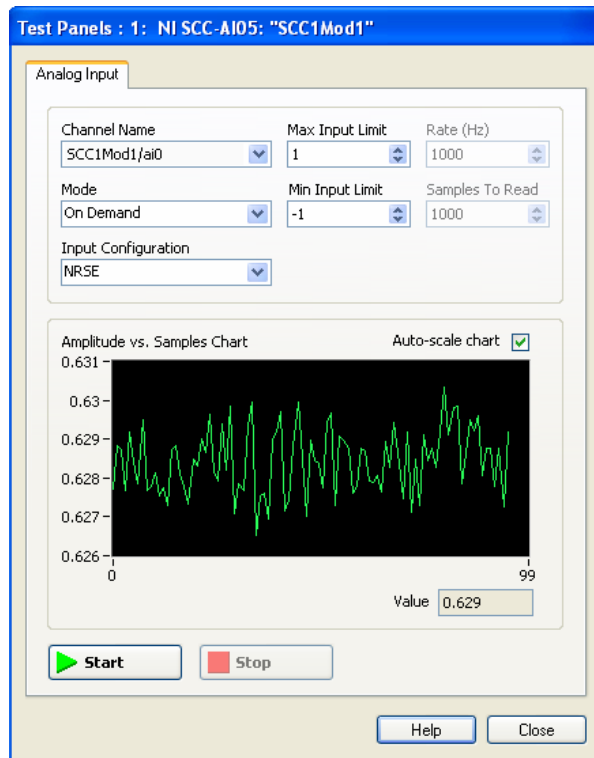 Test Panels : 1: NI SCC-AI05: "SCC1Mod1"
Analog Input
Channel Name Max Input Limit Rate (Hz)
SCC1Mod1/ai0 1 1000
Mode Min Input Limit Samples To Read
On Demand -1 1000
Input Configuration
NRSE
Amplitude vs. Samples Chart Auto-scale chart
0.631
0.63
0.629
0.628
0.627
0.626
0 99
Value 0.629
Start Stop
Help Close